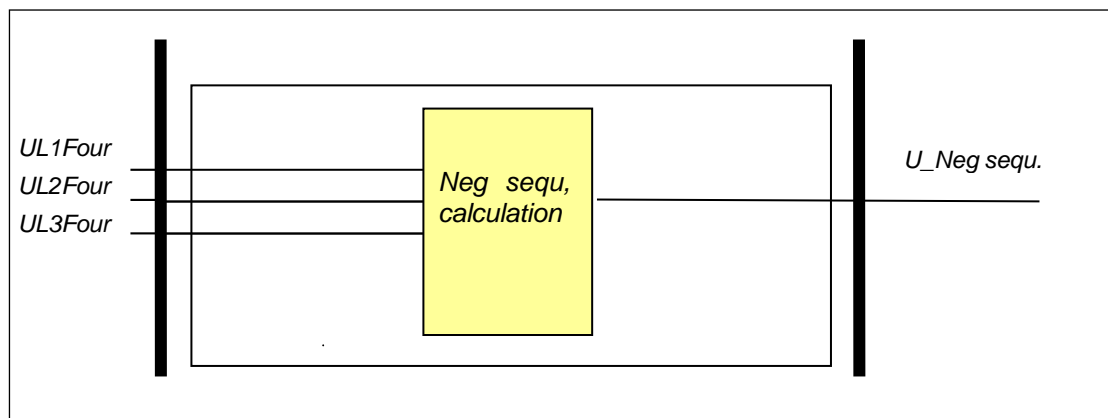 UL1Four
UL2Four
UL3Four
Neg sequ,
calculation
U_Neg sequ.